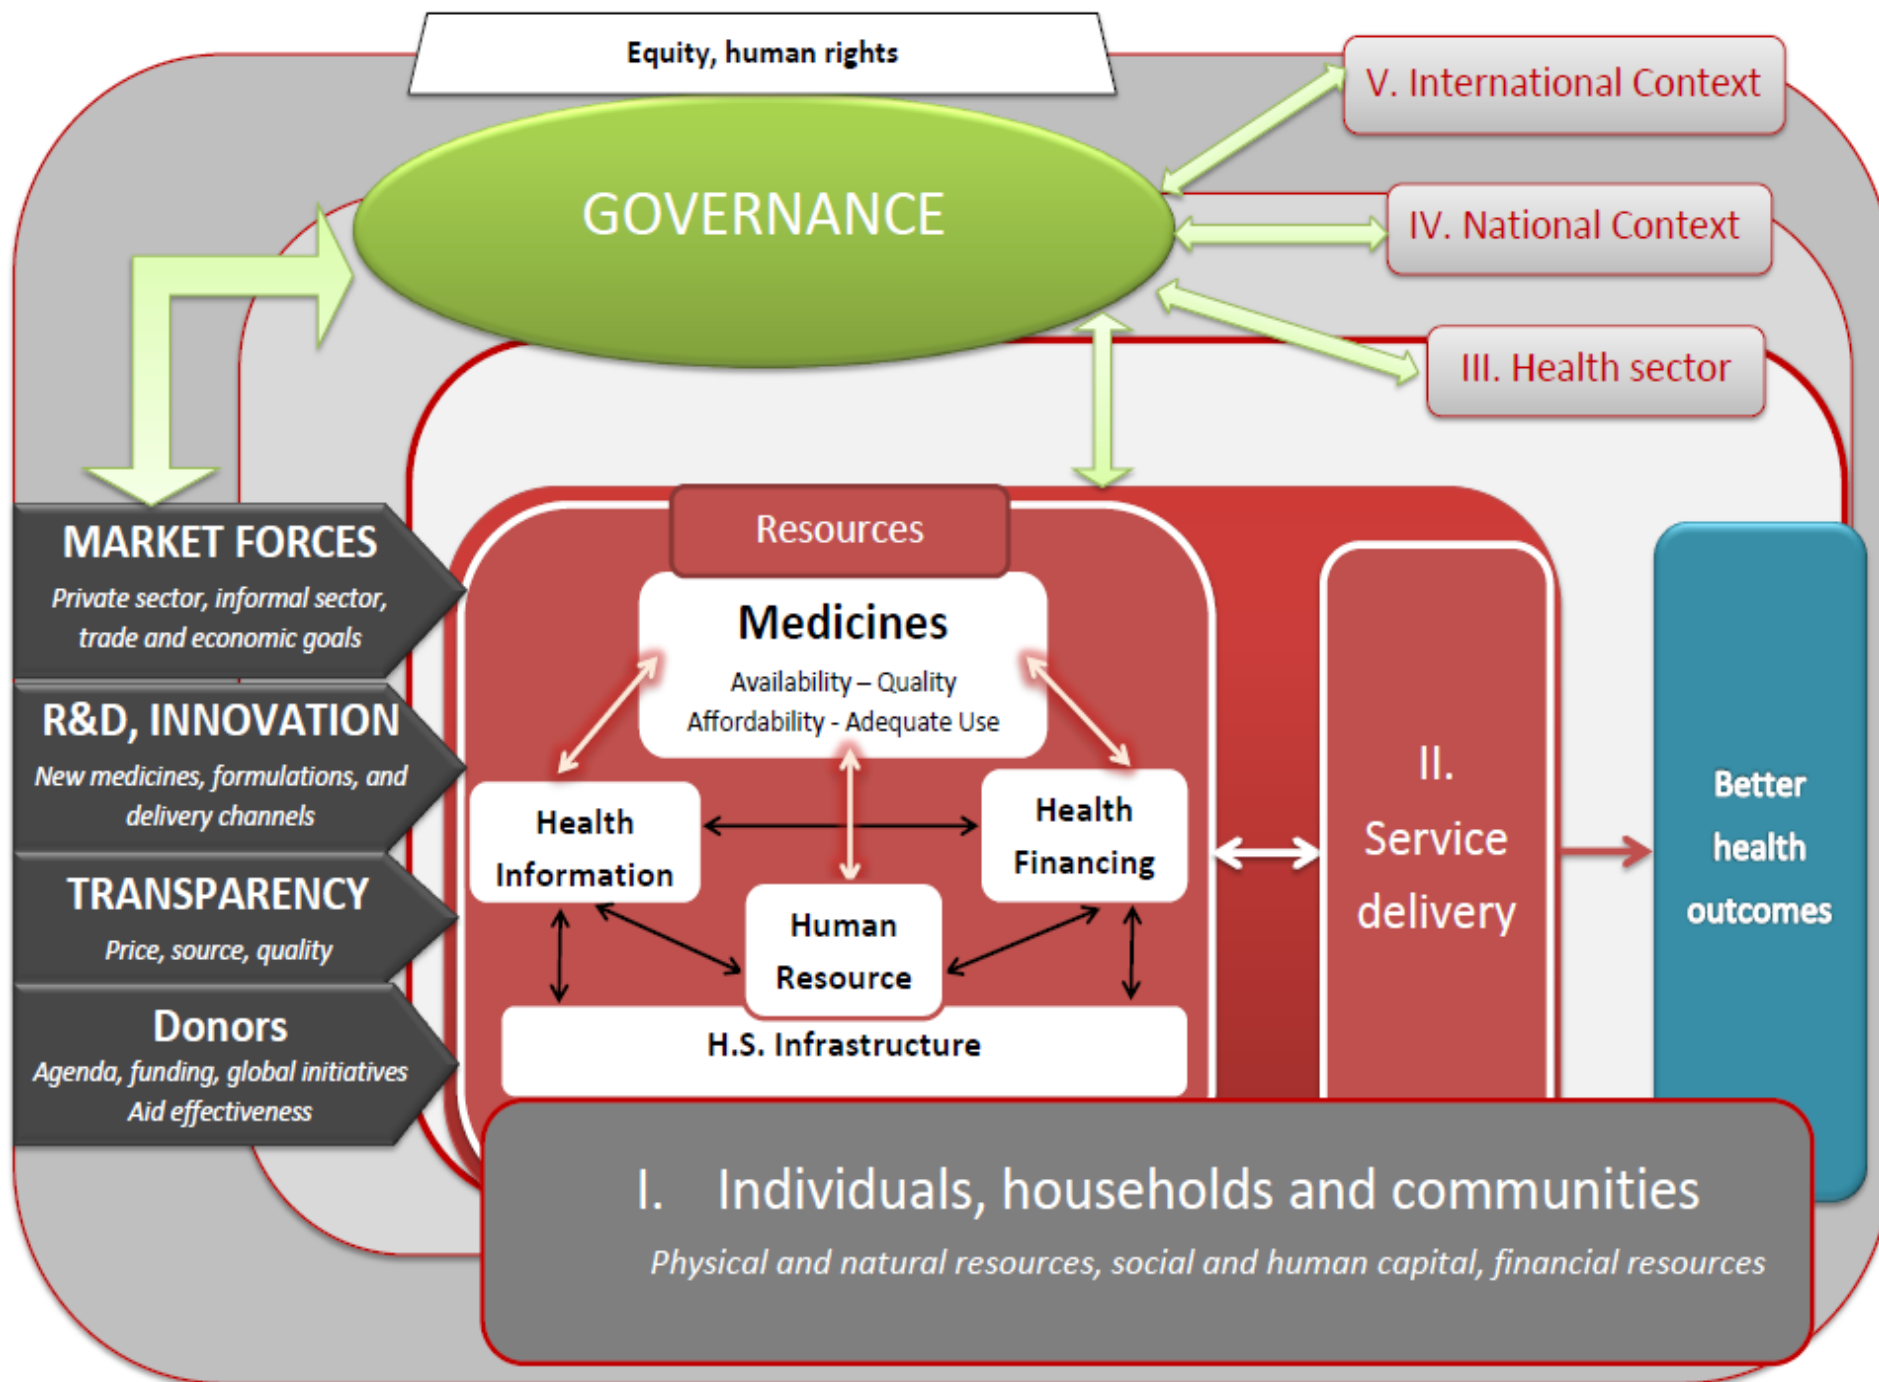 Equity, human rights
GOVERNANCE
V. International Context
IV. National Context
III. Health sector
MARKET FORCES
Private sector, informal sector,
trade and economic goals
R&D, INNOVATION
New medicines, formulations, and
delivery channels
TRANSPARENCY
Price, source, quality
Donors
Agenda, funding, global initiatives
Aid effectiveness
Resources
Medicines
Availability – Quality
Affordability - Adequate Use
Health
Information
Health
Financing
Human
Resource
H.S. Infrastructure
II.
Service
delivery
Better
health
outcomes
I. Individuals, households and communities
Physical and natural resources, social and human capital, financial resources